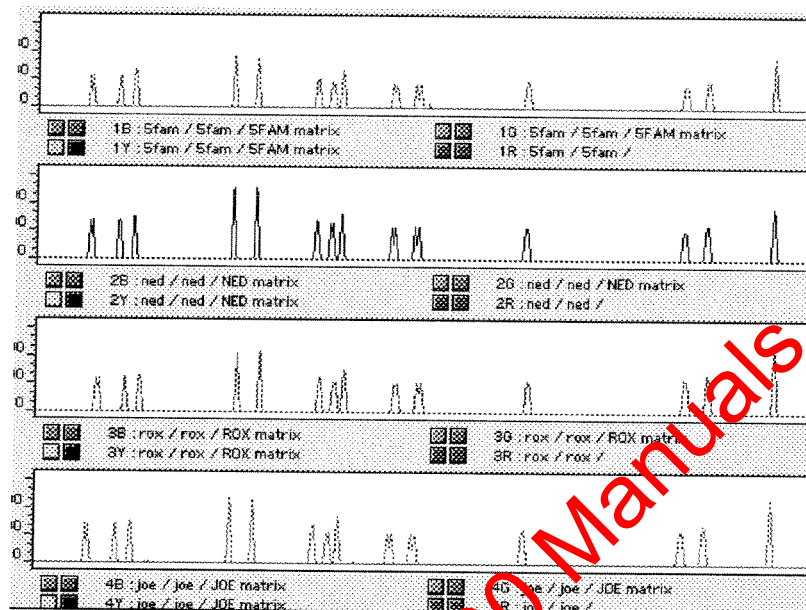 1B : 5fam / 5fam / 5FAM matrix
1G : 5fam / 5fam / 5FAM matrix
1Y : 5fam / 5fam / 5FAM matrix
1R : 5fam / 5fam /
2B : ned / ned / NED matrix
2G : ned / ned / NED matrix
2Y : ned / ned / NED matrix
2R : ned / ned /
3B : rox / rox / ROX matrix
3G : rox / rox / ROX matrix
3Y : rox / rox / ROX matrix
3R : rox / rox /
4B : joe / joe / JOE matrix
4G : joe / joe / JOE matrix
4Y : joe / joe / JOE matrix
joe / joe /
Manuals